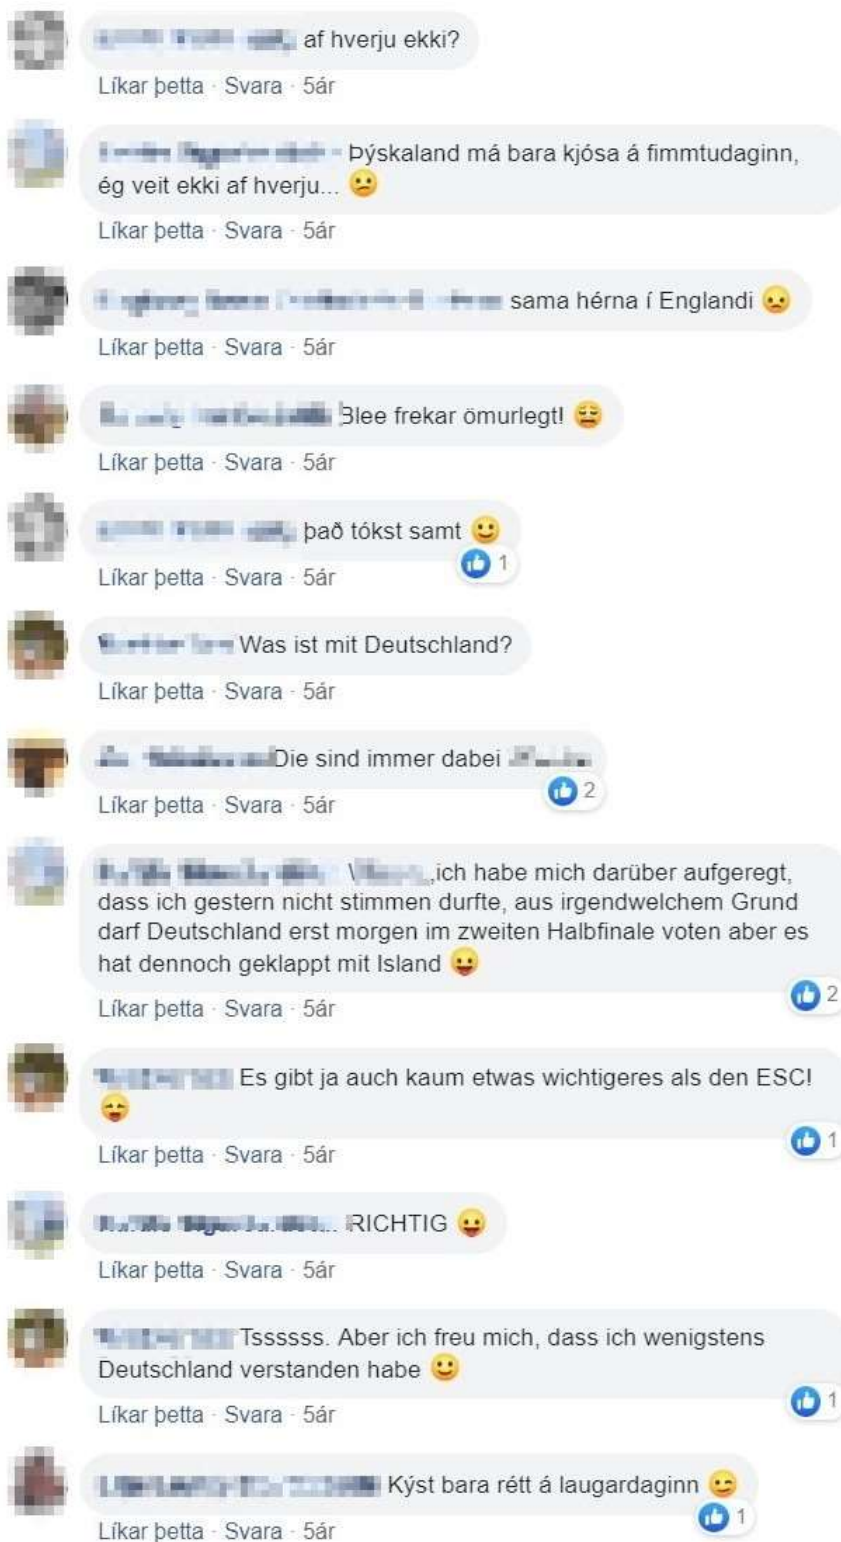 af hverju ekki?
Líkar þetta · Svara · 5ár
Þýskaland má bara kjósa á fimmtudaginn,
ég veit ekki af hverju... 😕
Líkar þetta · Svara · 5ár
sama hérna í Englandi 😞
Líkar þetta · Svara · 5ár
Blee frekar ömurlegt! 😩
Líkar þetta · Svara · 5ár
það tókst samt 🙂
1
Líkar þetta · Svara · 5ár
Was ist mit Deutschland?
Líkar þetta · Svara · 5ár
Die sind immer dabei
2
Líkar þetta · Svara · 5ár
,ich habe mich darüber aufgeregt,
dass ich gestern nicht stimmen durfte, aus irgendwelchem Grund
darf Deutschland erst morgen im zweiten Halbfinale voten aber es
hat dennoch geklappt mit Island 😛
2
Líkar þetta · Svara · 5ár
Es gibt ja auch kaum etwas wichtigeres als den ESC!
😝
1
Líkar þetta · Svara · 5ár
RICHTIG 😛
Líkar þetta · Svara · 5ár
Tssssss. Aber ich freu mich, dass ich wenigstens
Deutschland verstanden habe 🙂
1
Líkar þetta · Svara · 5ár
Kýst bara rétt á laugardaginn 😉
1
Líkar þetta · Svara · 5ár